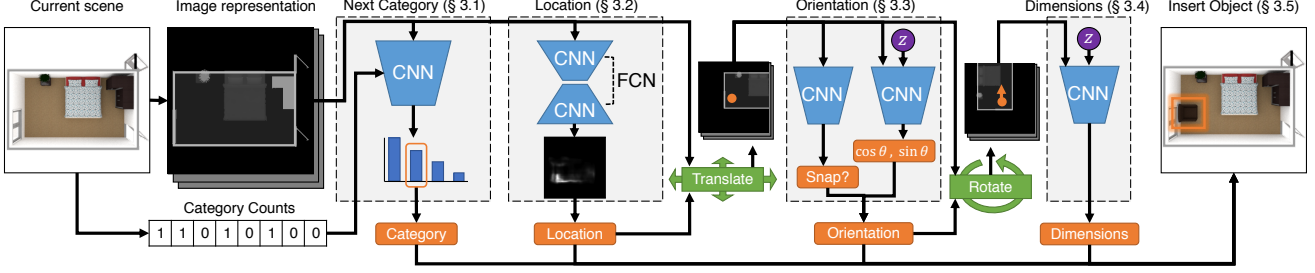 Current scene
Image representation
Next Category (§ 3.1)
Location (§ 3.2)
Orientation (§ 3.3)
Dimensions (§ 3.4)
Insert Object (§ 3.5)
CNN
CNN
FCN
CNN
z
CNN
CNN
z
CNN
cos θ , sin θ
Snap?
Translate
Rotate
Category Counts
1 1 0 1 0 1 0 0
Category
Location
Orientation
Dimensions